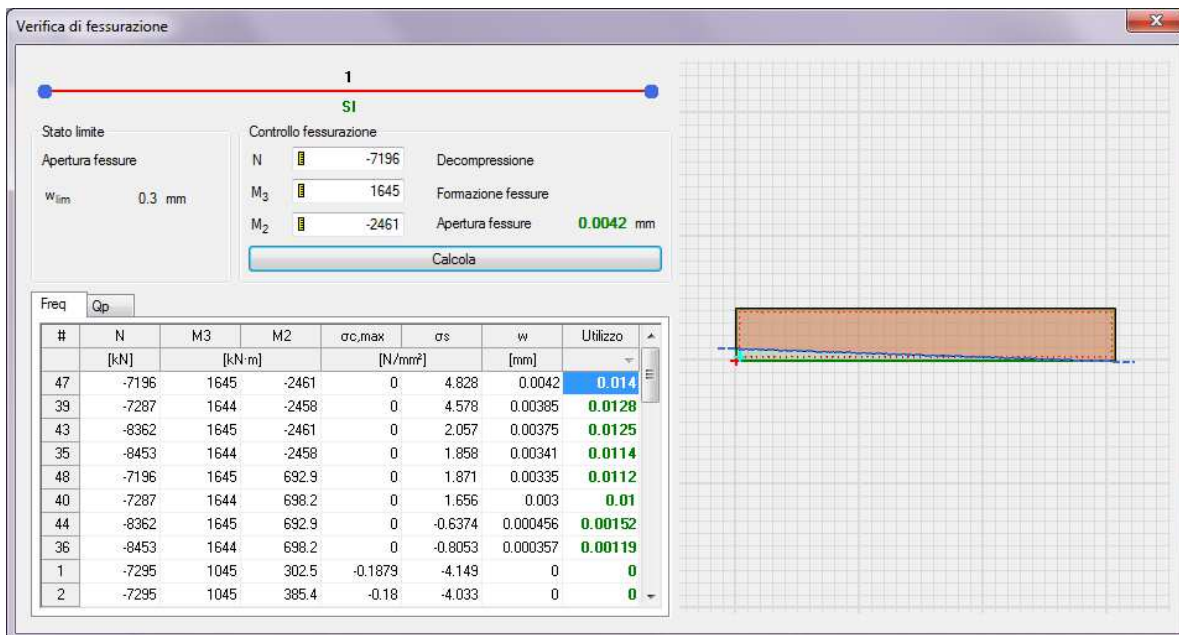 Verifica di fessurazione
x
1
SI
Stato limite
Apertura fessure
wlim 0.3 mm
Controllo fessurazione
N -7196 Decompressione
M3 1645 Formazione fessure
M2 -2461 Apertura fessure 0.0042 mm
Calcola
Freq Qp
# N M3 M2 σc,max σs w Utilizzo
[kN] [kN·m] [N/mm²] [mm]
47 -7196 1645 -2461 0 4.828 0.0042 0.014
39 -7287 1644 -2458 0 4.578 0.00385 0.0128
43 -8362 1645 -2461 0 2.057 0.00375 0.0125
35 -8453 1644 -2458 0 1.858 0.00341 0.0114
48 -7196 1645 692.9 0 1.871 0.00335 0.0112
40 -7287 1644 698.2 0 1.656 0.003 0.01
44 -8362 1645 692.9 0 -0.6374 0.000456 0.00152
36 -8453 1644 698.2 0 -0.8053 0.000357 0.00119
1 -7295 1045 302.5 -0.1879 -4.149 0 0
2 -7295 1045 385.4 -0.18 -4.033 0 0